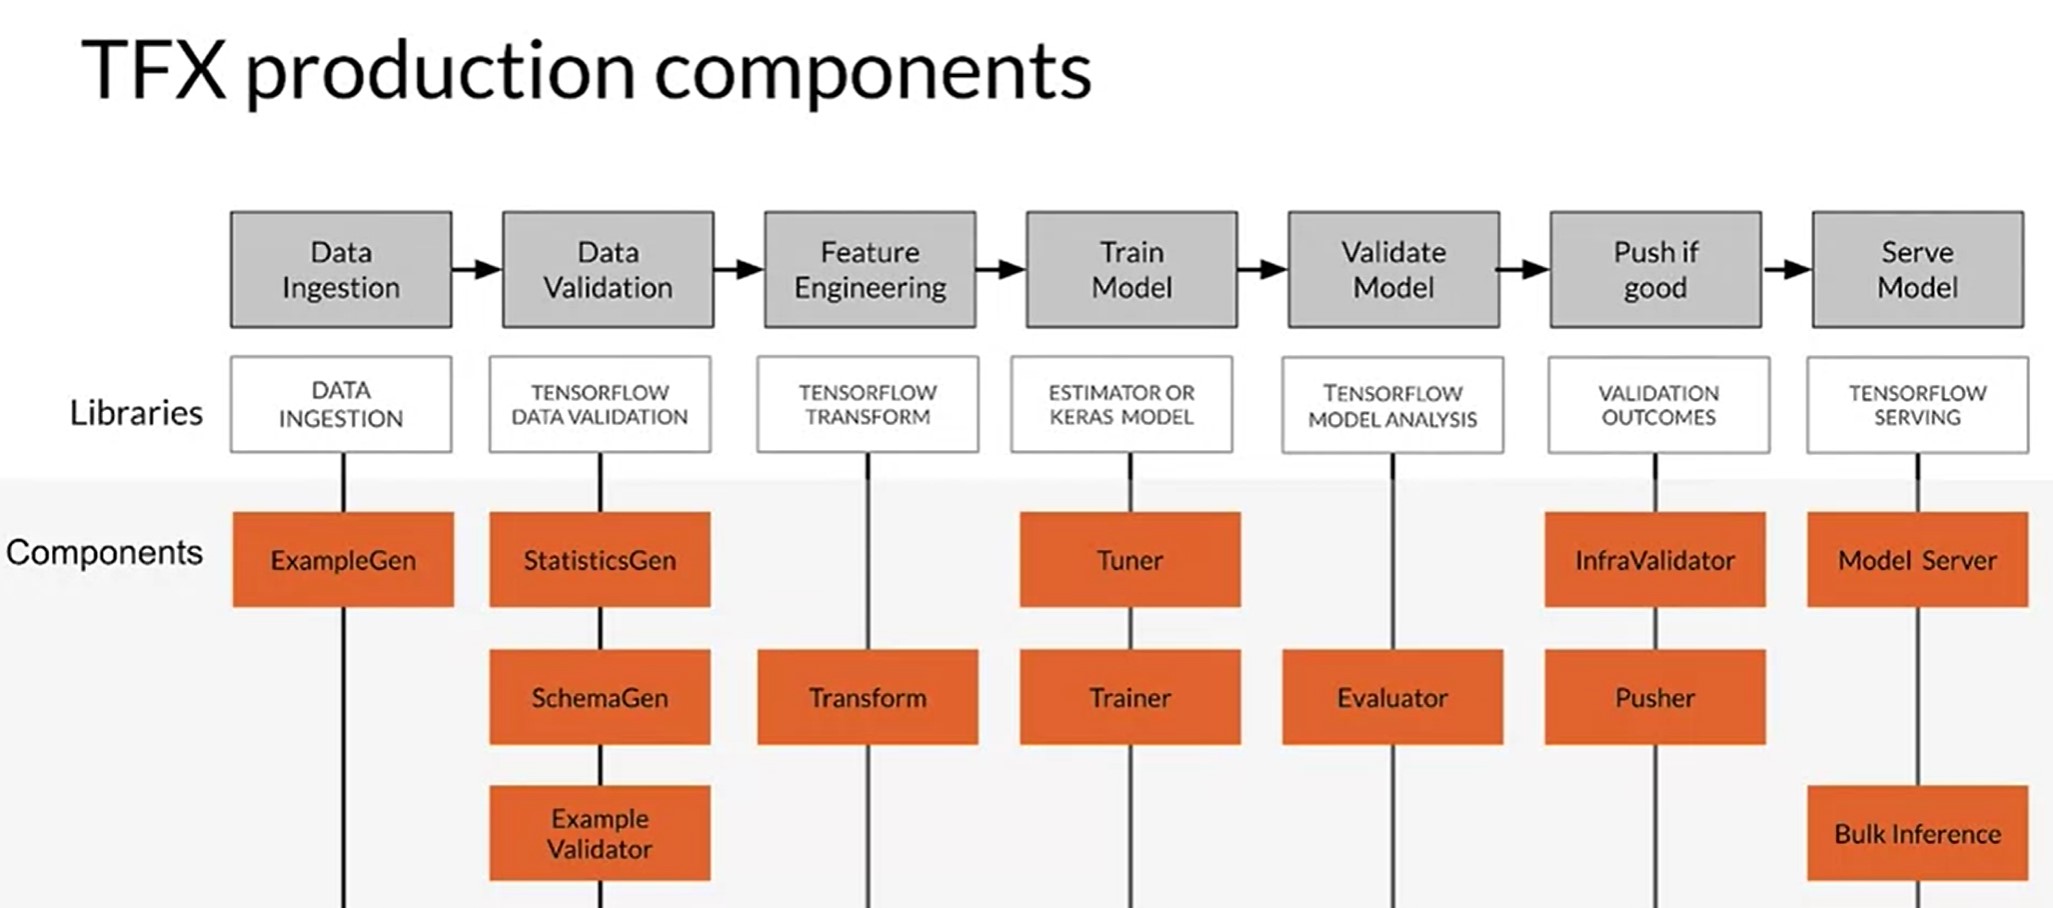 TFX production components
Data
Ingestion
Data
Validation
Feature
Engineering
Train
Model
Validate
Model
Push if
good
Serve
Model
Libraries
DATA
INGESTION
TENSORFLOW
DATA VALIDATION
TENSORFLOW
TRANSFORM
ESTIMATOR OR
KERAS MODEL
TENSORFLOW
MODEL ANALYSIS
VALIDATION
OUTCOMES
TENSORFLOW
SERVING
Components
ExampleGen
StatisticsGen
Tuner
InfraValidator
Model Server
SchemaGen
Transform
Trainer
Evaluator
Pusher
Example
Validator
Bulk Inference